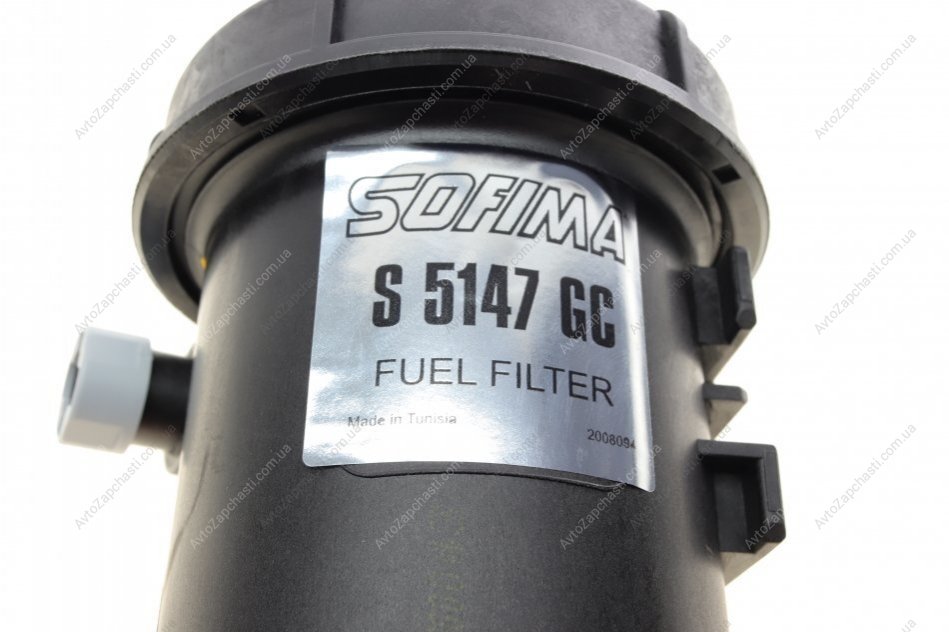 SOFIMA
S 5147 GC
FUEL FILTER
Made in Tunisia
2008094
AvtoZapchasti.com.ua